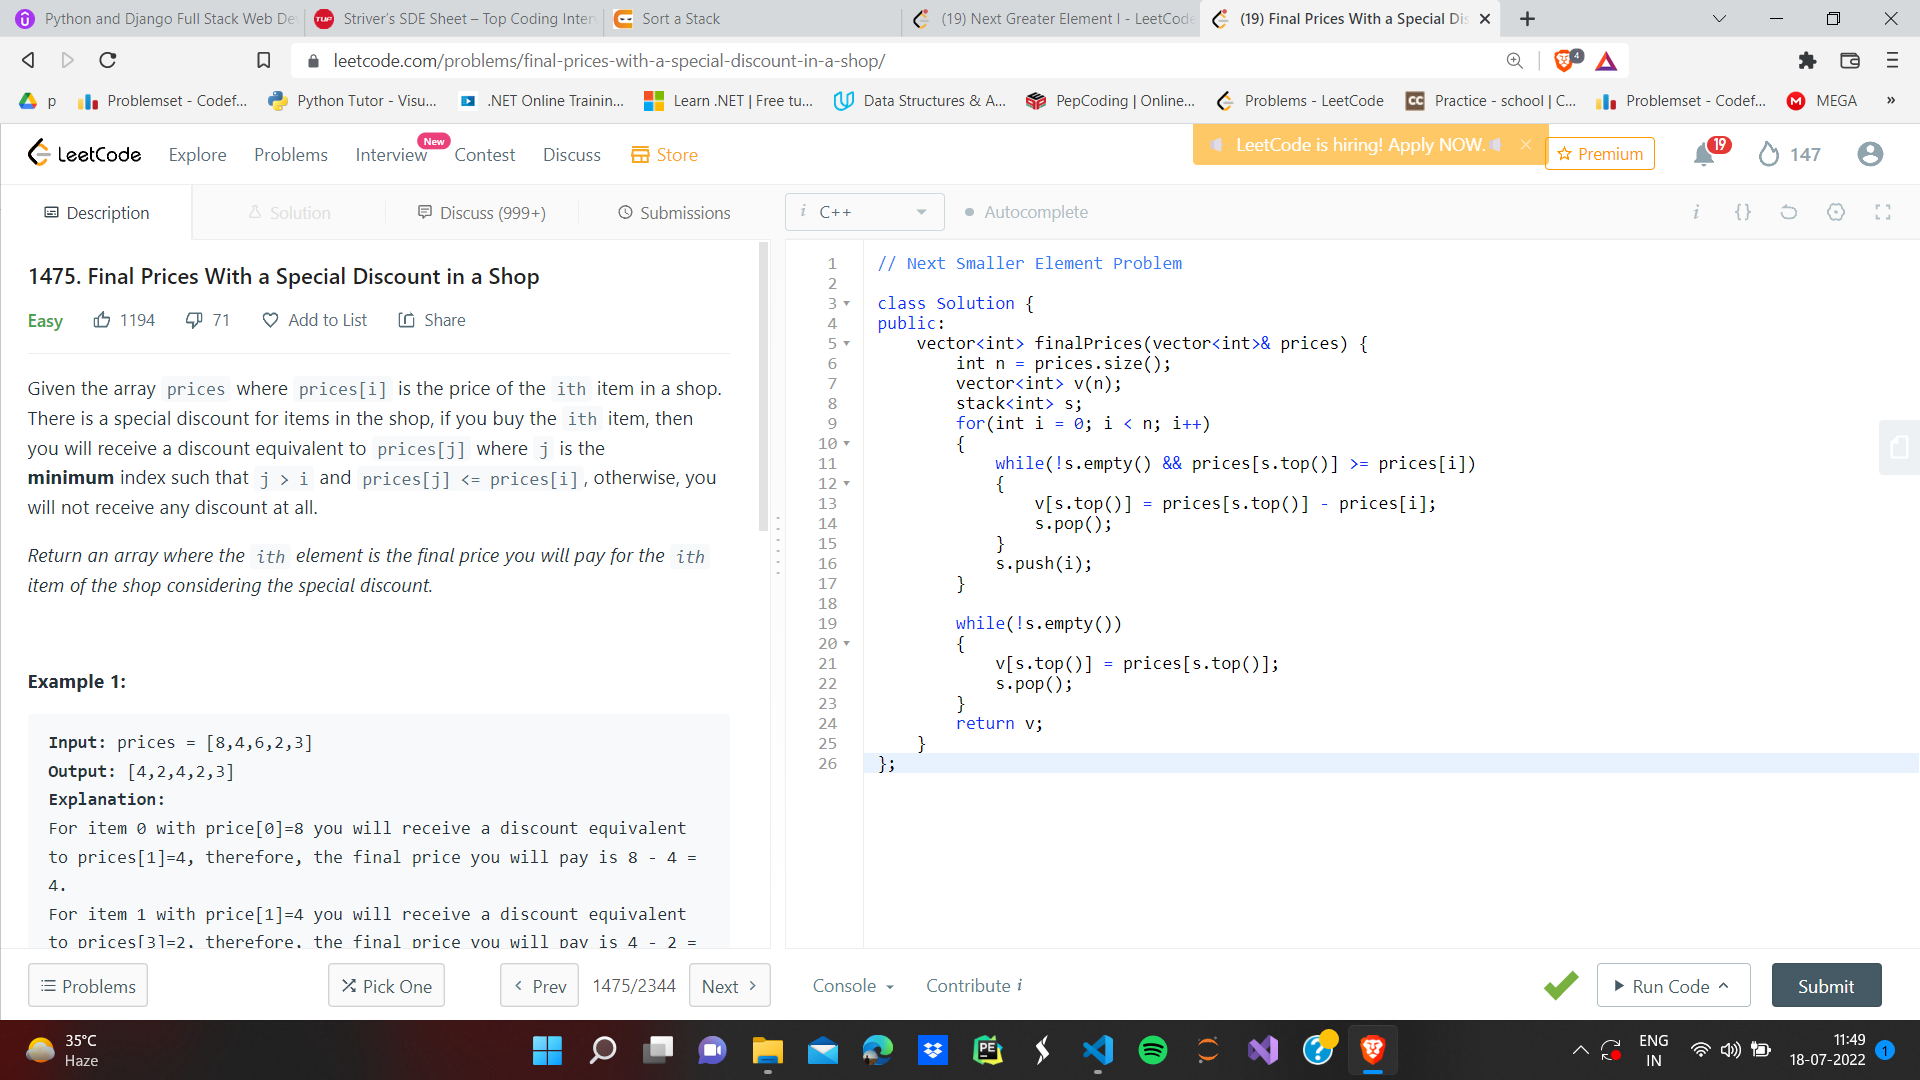 Python and Django Full Stack Web De
Striver's SDE Sheet – Top Coding Inter
Sort a Stack
(19) Next Greater Element I - LeetCode
(19) Final Prices With a Special Dis
leetcode.com/problems/final-prices-with-a-special-discount-in-a-shop/
4
p
Problemset - Codef...
Python Tutor - Visu...
.NET Online Trainin...
Learn .NET | Free tu...
Data Structures & A...
PepCoding | Online...
Problems - LeetCode
CC
Practice - school | C...
Problemset - Codef...
M
MEGA
»
LeetCode
Explore
Problems
Interview
New
Contest
Discuss
Store
LeetCode is hiring! Apply NOW.
Premium
19
147
Description
Solution
Discuss (999+)
Submissions
i C++
Autocomplete
i
{}
1475. Final Prices With a Special Discount in a Shop
Easy
1194
71
Add to List
Share
Given the array prices where prices[i] is the price of the ith item in a shop.
There is a special discount for items in the shop, if you buy the ith item, then
you will receive a discount equivalent to prices[j] where j is the
minimum index such that j > i and prices[j] <= prices[i], otherwise, you
will not receive any discount at all.
Return an array where the ith element is the final price you will pay for the ith
item of the shop considering the special discount.
Example 1:
Input: prices = [8,4,6,2,3]
Output: [4,2,4,2,3]
Explanation:
For item 0 with price[0]=8 you will receive a discount equivalent
to prices[1]=4, therefore, the final price you will pay is 8 - 4 =
4.
For item 1 with price[1]=4 you will receive a discount equivalent
to prices[3]=2, therefore, the final price you will pay is 4 - 2 =
1 // Next Smaller Element Problem
2
3 class Solution {
4 public:
5     vector<int> finalPrices(vector<int>& prices) {
6         int n = prices.size();
7         vector<int> v(n);
8         stack<int> s;
9         for(int i = 0; i < n; i++)
10         {
11             while(!s.empty() && prices[s.top()] >= prices[i])
12             {
13                 v[s.top()] = prices[s.top()] - prices[i];
14                 s.pop();
15             }
16             s.push(i);
17         }
18
19         while(!s.empty())
20         {
21             v[s.top()] = prices[s.top()];
22             s.pop();
23         }
24         return v;
25     }
26 };
Problems
Pick One
Prev
1475/2344
Next
Console
Contribute i
Run Code
Submit
35°C
Haze
PE
ENG
IN
11:49
18-07-2022
1